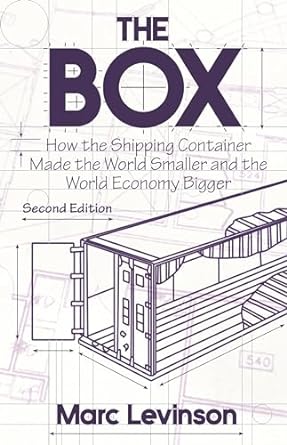 THE
BOX
How the Shipping Container
Made the World Smaller and the
World Economy Bigger
Second Edition
540
Marc Levinson